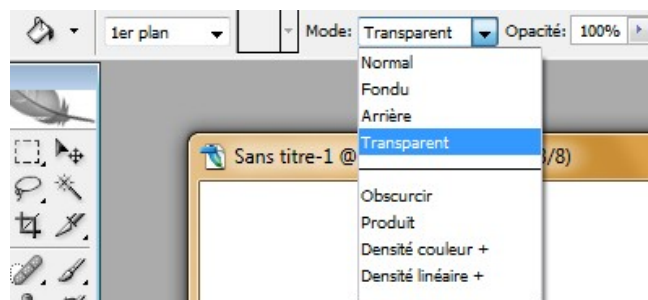 1er plan Mode: Transparent Opacité: 100%
Normal
Fondu
Arrière
Transparent
Sans titre-1 @ /8)
Obscurcir
Produit
Densité couleur +
Densité linéaire +